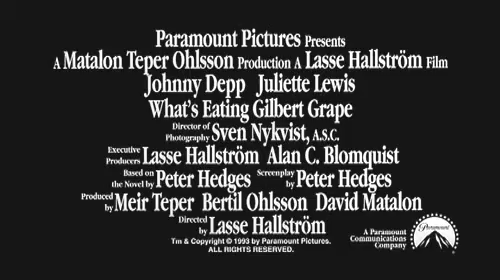 Paramount Pictures Presents
A Matalon Teper Ohlsson Production A Lasse Hallström Film
Johnny Depp Juliette Lewis
What's Eating Gilbert Grape
Director of Photography Sven Nykvist, A.S.C.
Executive Producers Lasse Hallström Alan C. Blomquist
Based on the Novel by Peter Hedges Screenplay by Peter Hedges
Produced by Meir Teper Bertil Ohlsson David Matalon
Directed by Lasse Hallström
Tm & Copyright © 1993 by Paramount Pictures.
ALL RIGHTS RESERVED.
A Paramount
Communications
Company
Paramount